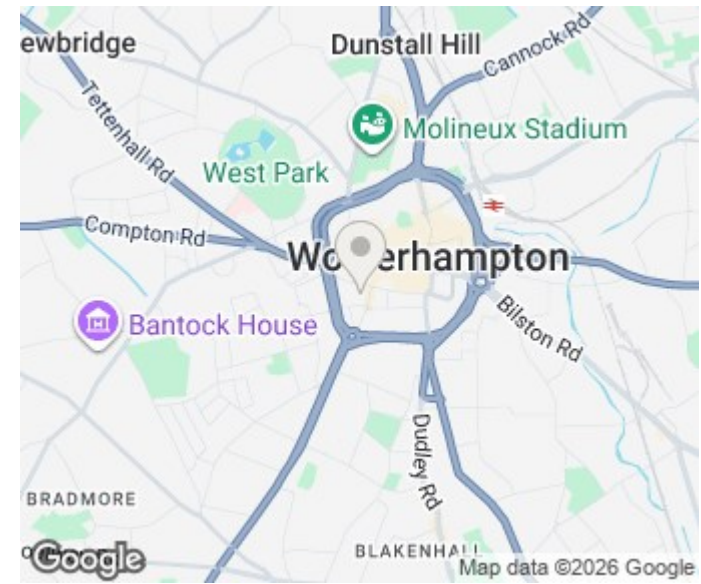 ewbridge
Dunstall Hill
Cannock Rd
Tettenhall Rd
Molineux Stadium
West Park
Compton Rd
Wo erhampton
Bantock House
Bilston Rd
Dudley Rd
BRADMORE
BLAKENHALL
Google
Map data ©2026 Google